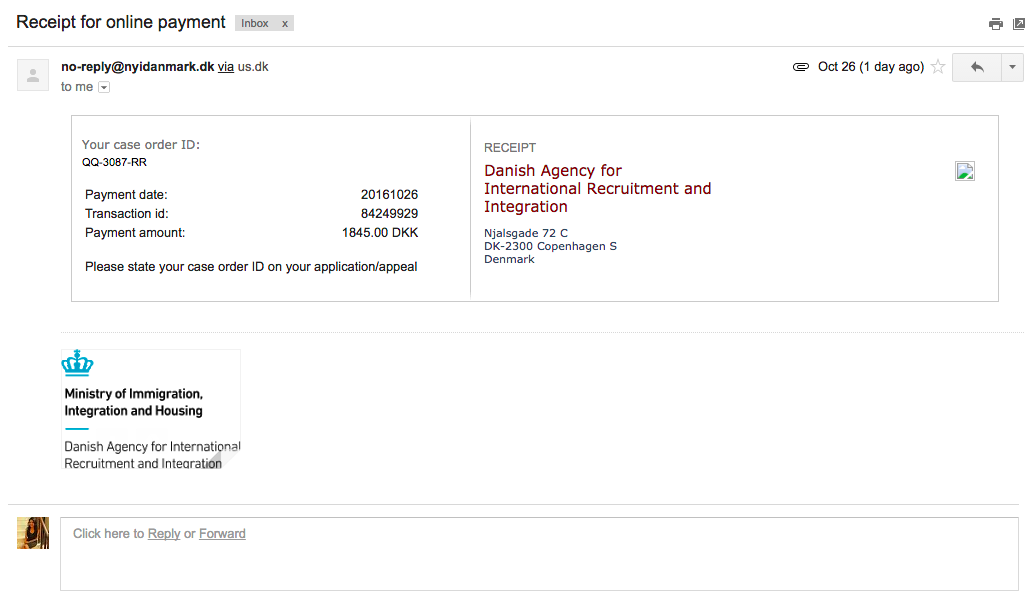 Receipt for online payment Inbox x
no-reply@nyidanmark.dk via us.dk Oct 26 (1 day ago)
to me
Your case order ID:
QQ-3087-RR
Payment date: 20161026
Transaction id: 84249929
Payment amount: 1845.00 DKK
Please state your case order ID on your application/appeal
RECEIPT
Danish Agency for
International Recruitment and
Integration
Njalsgade 72 C
DK-2300 Copenhagen S
Denmark
Ministry of Immigration,
Integration and Housing
Danish Agency for International
Recruitment and Integration
Click here to Reply or Forward